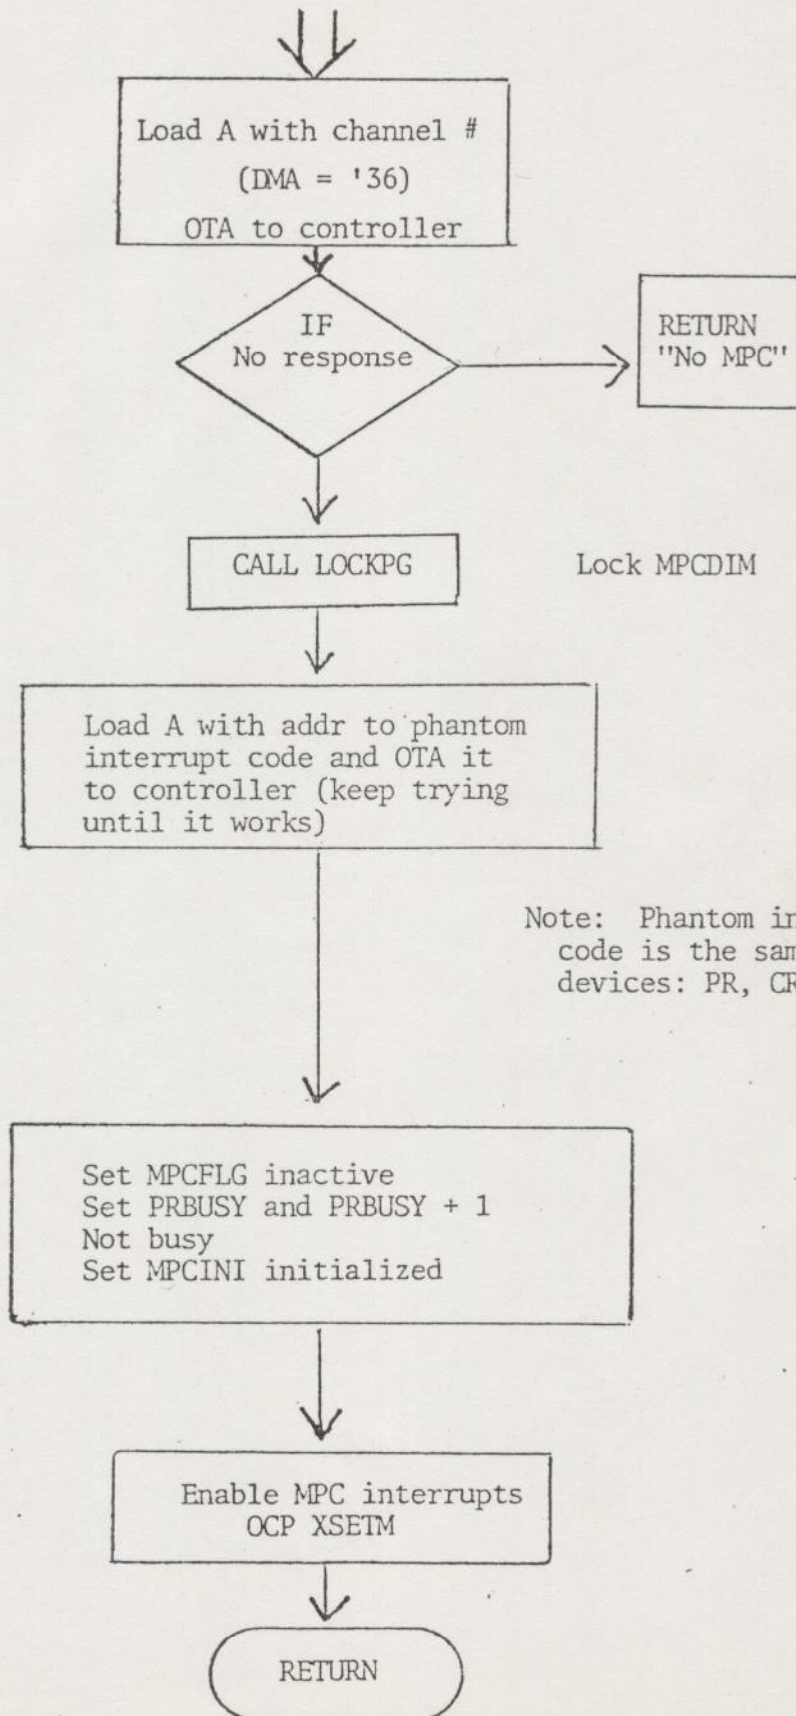 Load A with channel #
(DMA = '36)
OTA to controller
IF
No response
RETURN
"No MPC"
CALL LOCKPG
Lock MPCDIM
Load A with addr to phantom
interrupt code and OTA it
to controller (keep trying
until it works)
Note: Phantom in
code is the sam
devices: PR, CR
Set MPCFLG inactive
Set PRBUSY and PRBUSY + 1
Not busy
Set MPCINI initialized
Enable MPC interrupts
OCP XSETM
RETURN